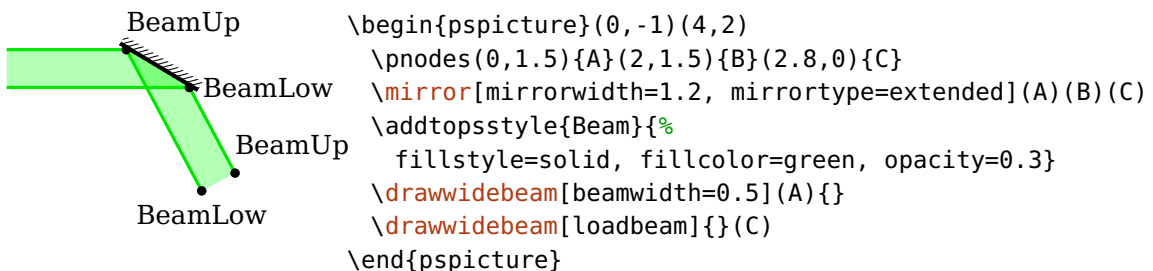 BeamUp
BeamLow
BeamUp
BeamLow
\begin{pspicture}(0,-1)(4,2)
  \pnodes(0,1.5){A}(2,1.5){B}(2.8,0){C}
  \mirror[mirrorwidth=1.2, mirrortype=extended](A)(B)(C)
  \addtopsstyle{Beam}{%
    fillstyle=solid, fillcolor=green, opacity=0.3}
  \drawwidebeam[beamwidth=0.5](A){}
  \drawwidebeam[loadbeam]{}(C)
\end{pspicture}